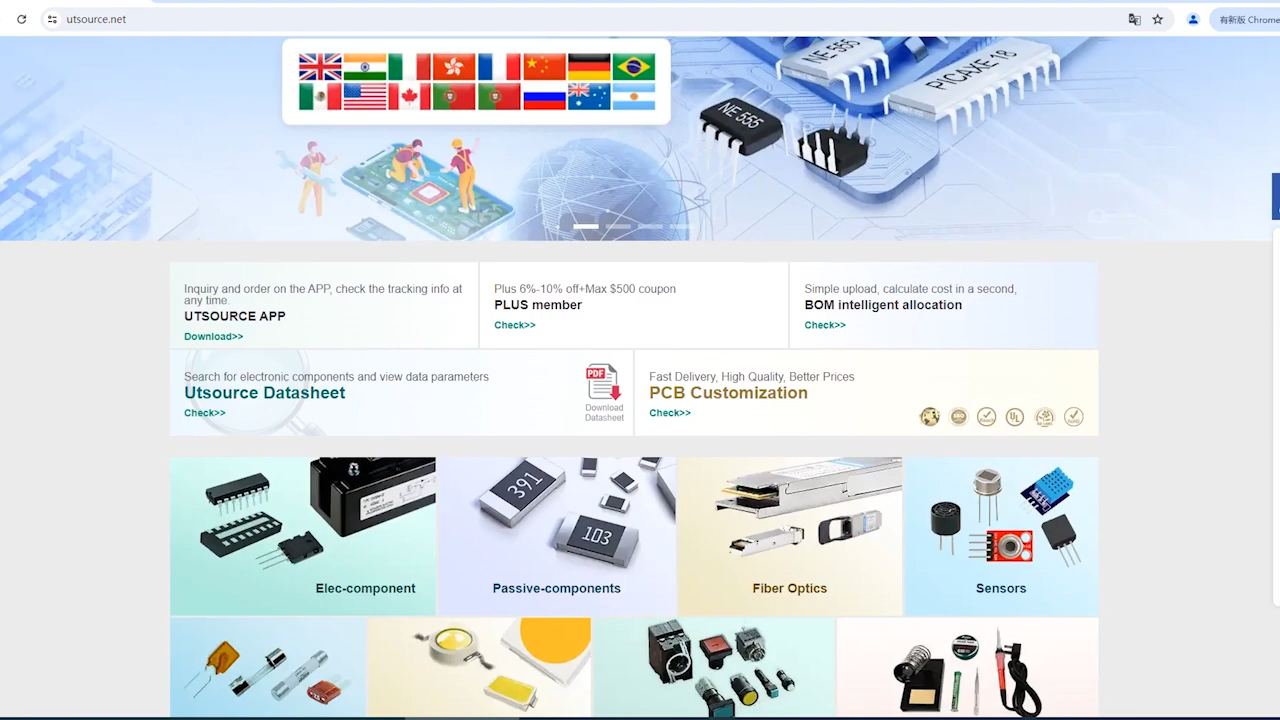 utsource.net
有新版 Chrome
NE 555
PICAXE-18
NE 555
Inquiry and order on the APP, check the tracking info at
any time.
UTSOURCE APP
Download>>
Plus 6%-10% off+Max $500 coupon
PLUS member
Check>>
Simple upload, calculate cost in a second,
BOM intelligent allocation
Check>>
Search for electronic components and view data parameters
Utsource Datasheet
Check>>
PDF
Download
Datasheet
Fast Delivery, High Quality, Better Prices
PCB Customization
Check>>
UL
391
103
Elec-component
Passive-components
Fiber Optics
Sensors